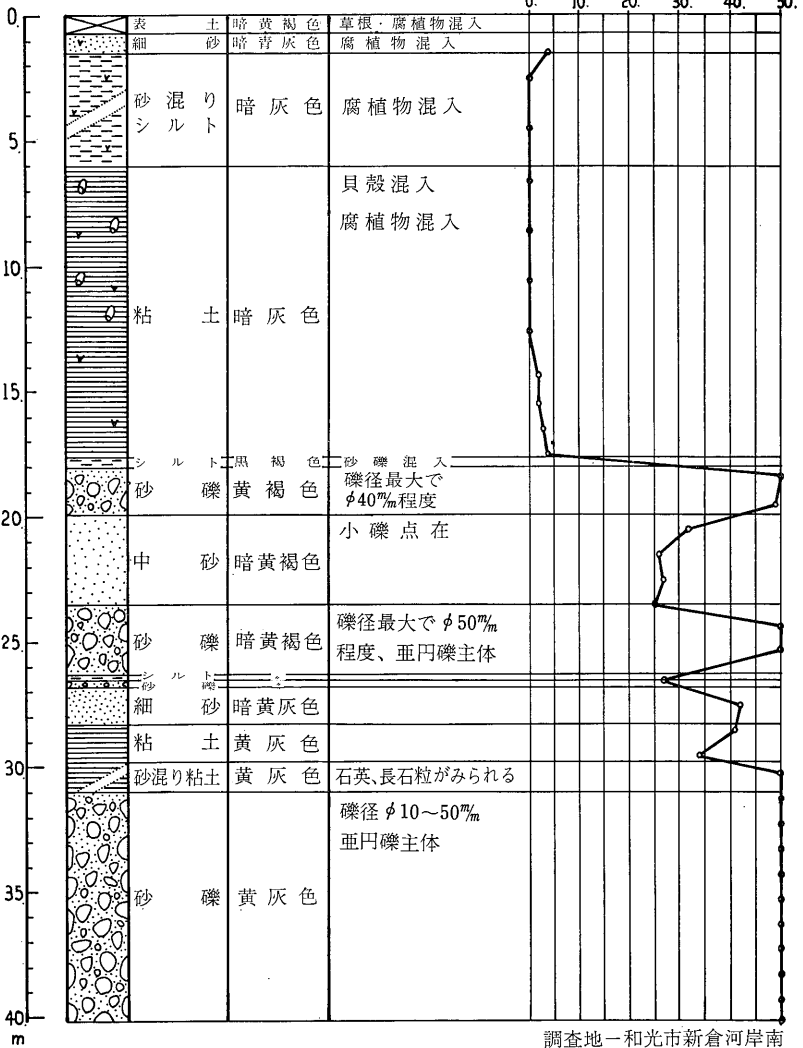 0. 10. 20. 30. 40. 50.
0.
表土 暗黄褐色 草根・腐植物混入
細砂 暗青灰色 腐植物混入
砂混り
シルト 暗灰色 腐植物混入
5
貝殻混入
腐植物混入
10
粘土 暗灰色
15
シルト 黒褐色 砂礫混入
砂礫 黄褐色 礫径最大で
φ40m/m程度
20
小礫点在
中砂 暗黄褐色
砂礫 暗黄褐色 礫径最大でφ50m/m
程度、亜円礫主体
25
シルト 〃
砂礫 〃
細砂 暗黄灰色
粘土 黄灰色
30
砂混り粘土 黄灰色 石英、長石粒がみられる
礫径φ10〜50m/m
亜円礫主体
35
砂礫 黄灰色
40
m
調査地−和光市新倉河岸南